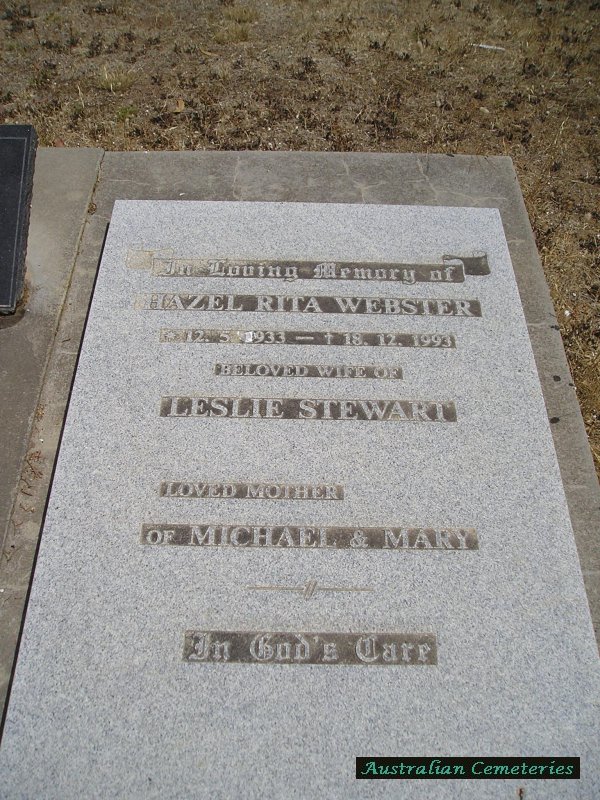 In Loving Memory of
HAZEL RITA WEBSTER
* 12. 5. 1933 — † 18. 12. 1993
BELOVED WIFE OF
LESLIE STEWART
LOVED MOTHER
OF MICHAEL & MARY
In God's Care
Australian Cemeteries